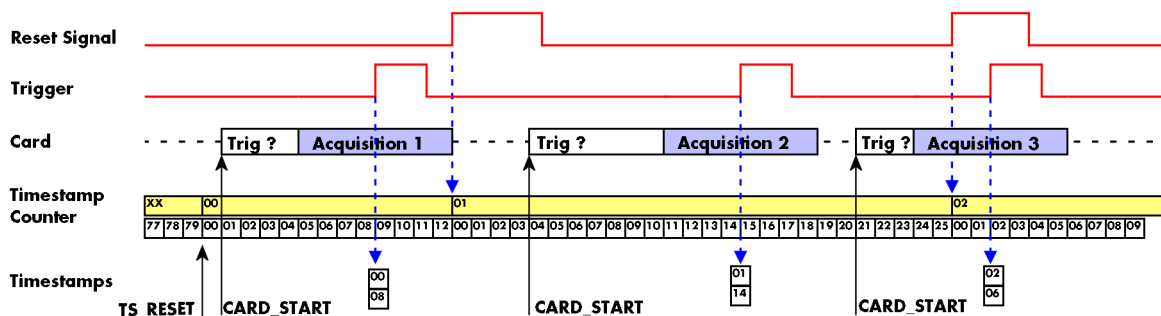 Reset Signal
Trigger
Card
Trig ? Acquisition 1 Trig ? Acquisition 2 Trig ? Acquisition 3
Timestamp
Counter
XX 00 01 02
77 78 79 00 01 02 03 04 05 06 07 08 09 10 11 12 00 01 02 03 04 05 06 07 08 09 10 11 12 13 14 15 16 17 18 19 20 21 22 23 24 25 00 01 02 03 04 05 06 07 08 09
Timestamps
00 01 02
08 14 06
TS_RESET CARD_START CARD_START CARD_START